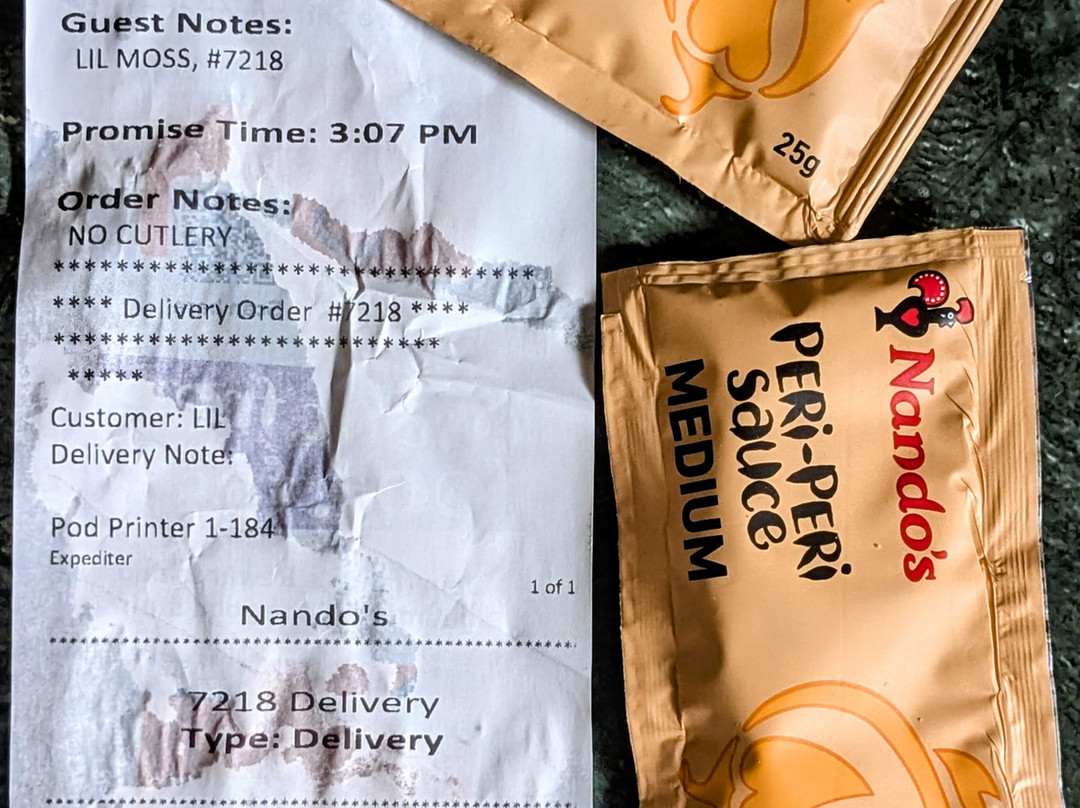 Guest Notes:
LIL MOSS, #7218
Promise Time: 3:07 PM
Order Notes:
NO CUTLERY
****************************************
**** Delivery Order #7218 ****
************************
*****
Customer: LIL
Delivery Note:
Pod Printer 1-184
Expediter
1 of 1
Nando's
7218 Delivery
Type: Delivery
25g
Nando's
PERi-PERi
sauce
MEDIUM